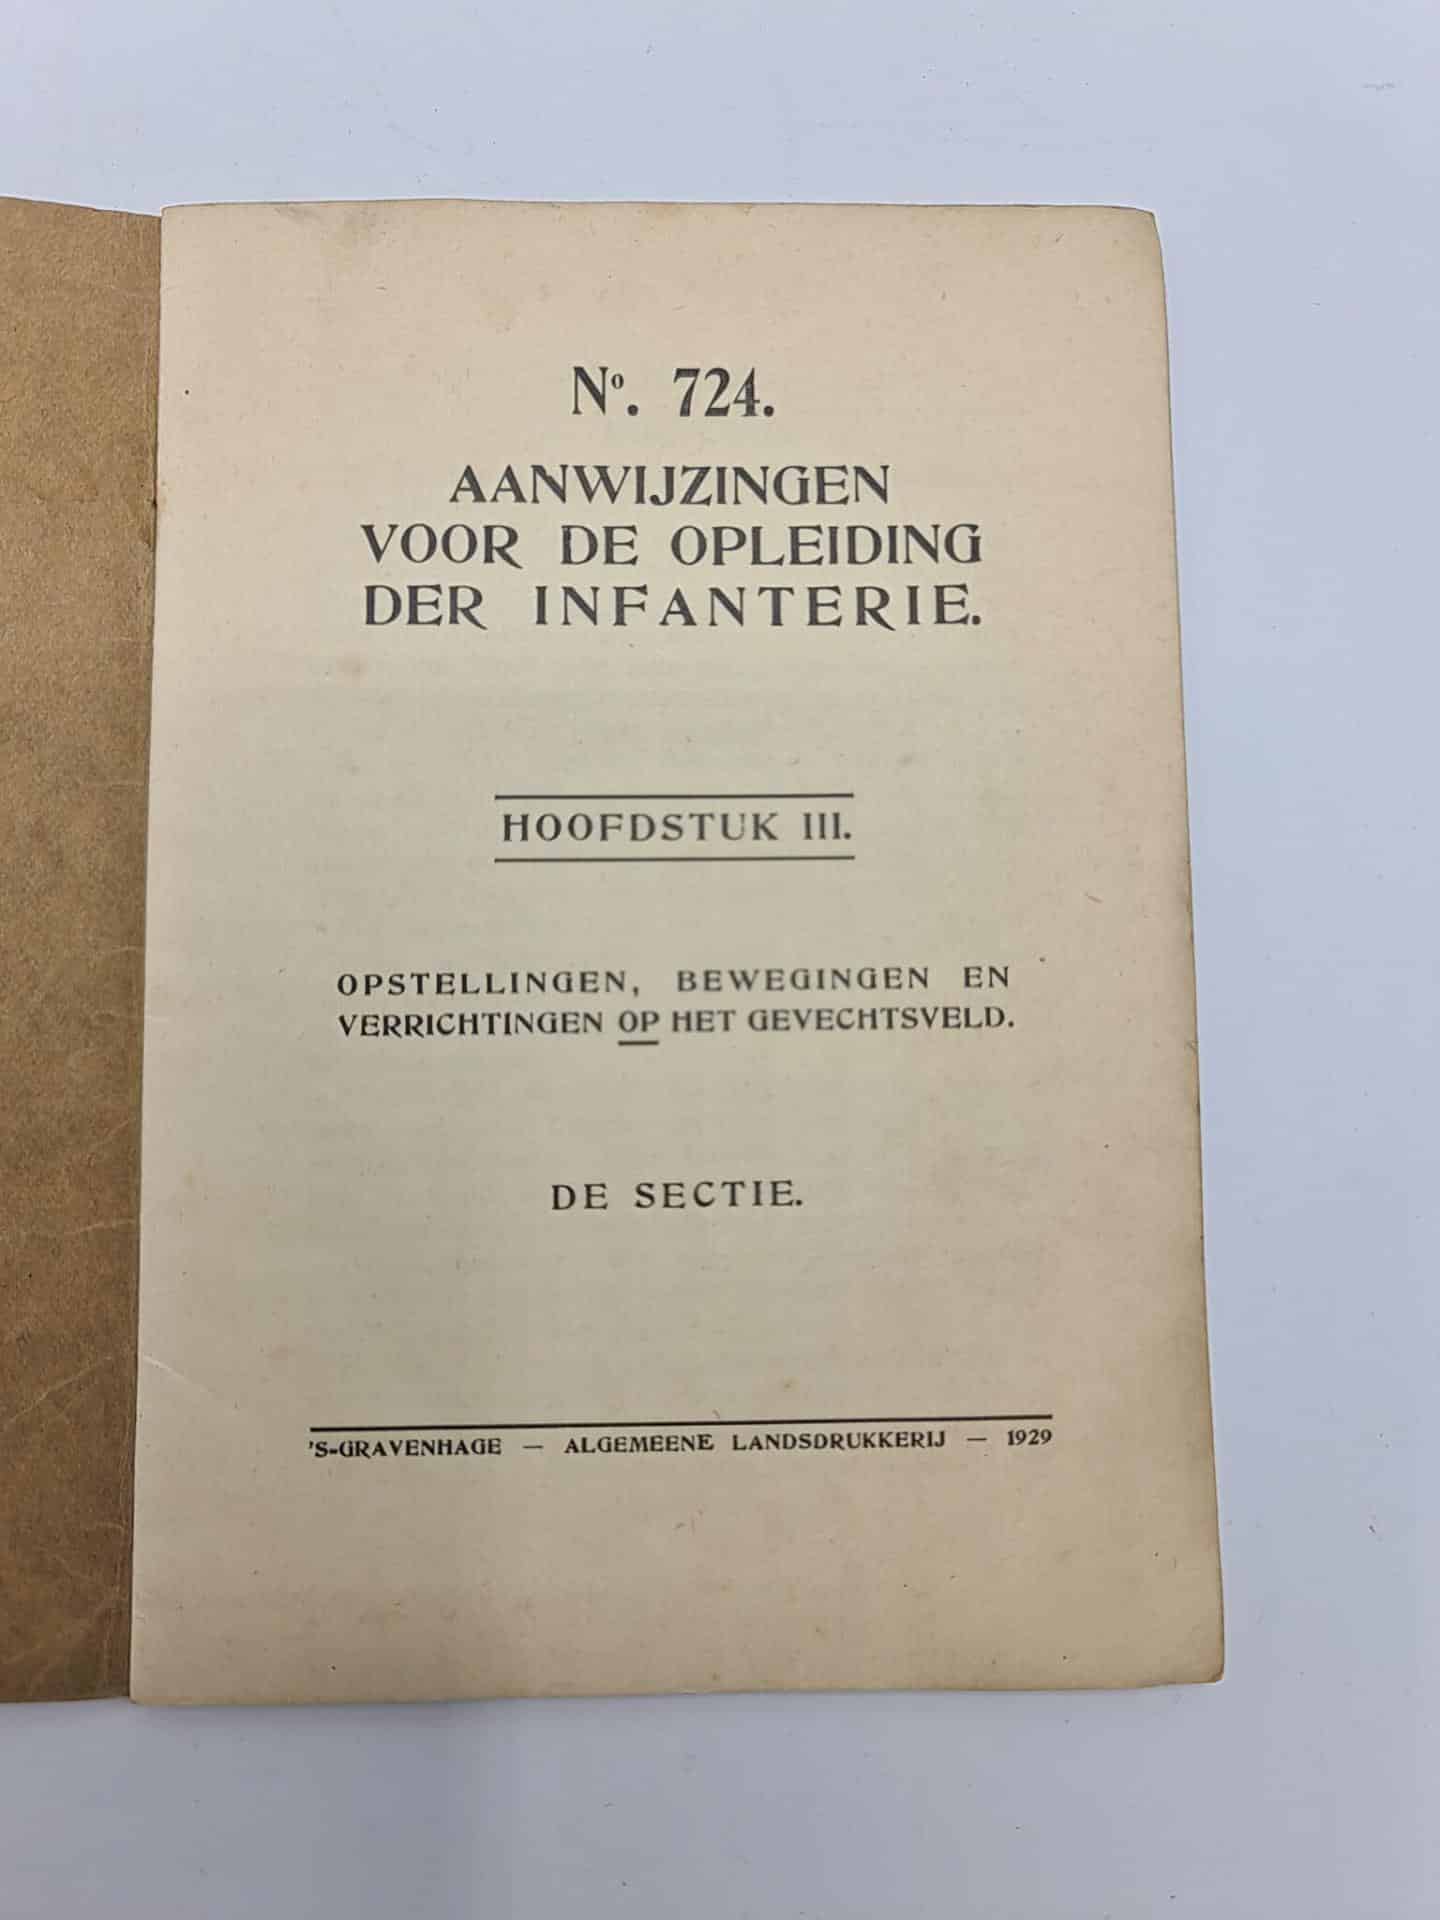 Nº. 724.
AANWIJZINGEN
VOOR DE OPLEIDING
DER INFANTERIE.
HOOFDSTUK III.
OPSTELLINGEN, BEWEGINGEN EN
VERRICHTINGEN OP HET GEVECHTSVELD.
DE SECTIE.
'S-GRAVENHAGE — ALGEMEENE LANDSDRUKKERIJ — 1929